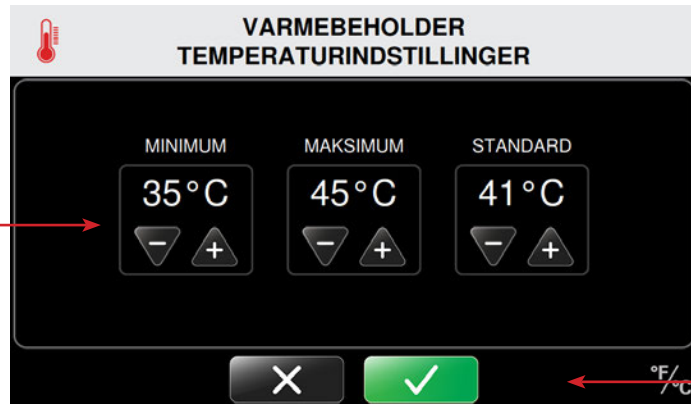 VARMEBEHOLDER
TEMPERATURINDSTILLINGER
MINIMUM MAKSIMUM STANDARD
35°C 45°C 41°C
- + - + - +
°F/°C